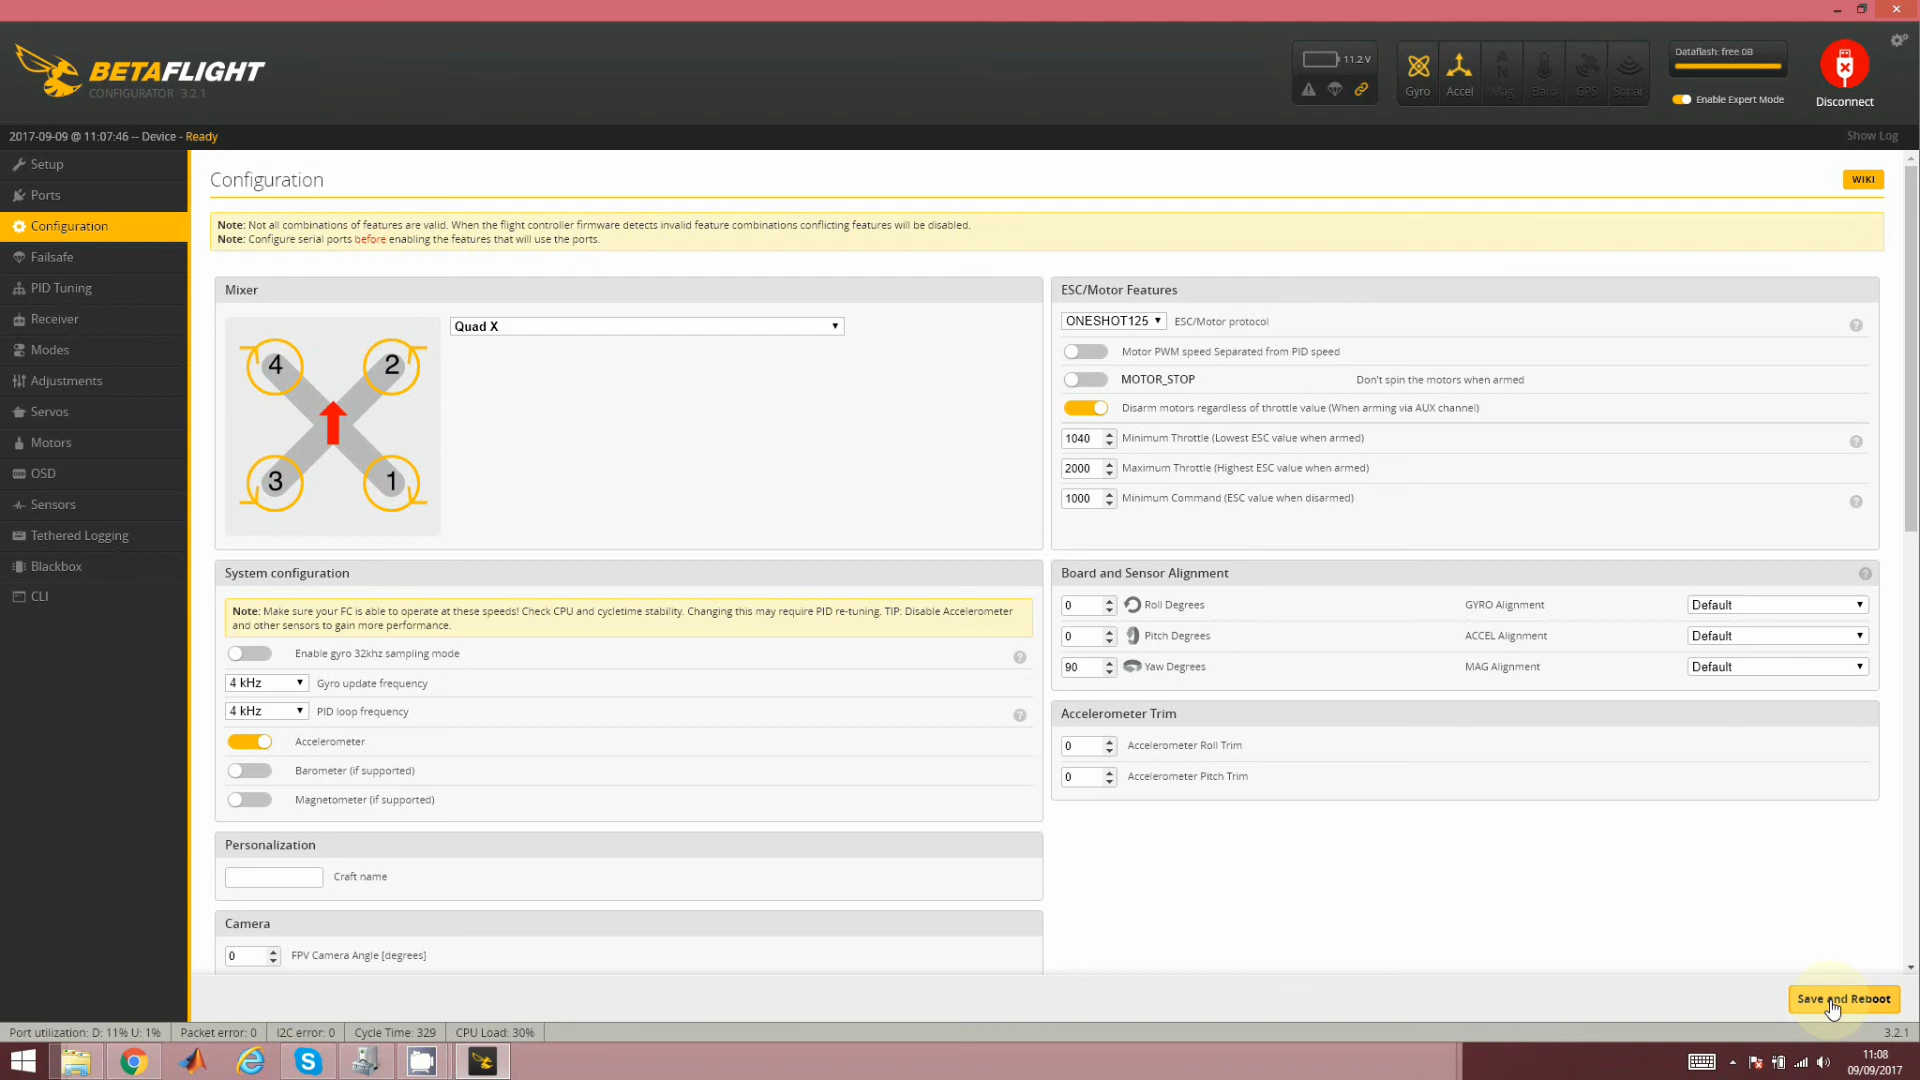 BETAFLIGHT
CONFIGURATOR 3.2.1
11.2 V
Gyro
Accel
Mag
Baro
GPS
Sonar
Dataflash: free 0B
Enable Expert Mode
Disconnect
2017-09-09 @ 11:07:46 -- Device - Ready
Show Log
Setup
Ports
Configuration
Failsafe
PID Tuning
Receiver
Modes
Adjustments
Servos
Motors
OSD
Sensors
Tethered Logging
Blackbox
CLI
Configuration
WIKI
Note: Not all combinations of features are valid. When the flight controller firmware detects invalid feature combinations conflicting features will be disabled.
Note: Configure serial ports before enabling the features that will use the ports.
Mixer
Quad X
4
2
3
1
ESC/Motor Features
ONESHOT125 ESC/Motor protocol
Motor PWM speed Separated from PID speed
MOTOR_STOP Don't spin the motors when armed
Disarm motors regardless of throttle value (When arming via AUX channel)
1040 Minimum Throttle (Lowest ESC value when armed)
2000 Maximum Throttle (Highest ESC value when armed)
1000 Minimum Command (ESC value when disarmed)
System configuration
Note: Make sure your FC is able to operate at these speeds! Check CPU and cycletime stability. Changing this may require PID re-tuning. TIP: Disable Accelerometer
and other sensors to gain more performance.
Enable gyro 32khz sampling mode
4 kHz Gyro update frequency
4 kHz PID loop frequency
Accelerometer
Barometer (if supported)
Magnetometer (if supported)
Board and Sensor Alignment
0 Roll Degrees GYRO Alignment Default
0 Pitch Degrees ACCEL Alignment Default
90 Yaw Degrees MAG Alignment Default
Accelerometer Trim
0 Accelerometer Roll Trim
0 Accelerometer Pitch Trim
Personalization
Craft name
Camera
0 FPV Camera Angle [degrees]
Save and Reboot
Port utilization: D: 11% U: 1% Packet error: 0 I2C error: 0 Cycle Time: 329 CPU Load: 30% 3.2.1
11:08
09/09/2017